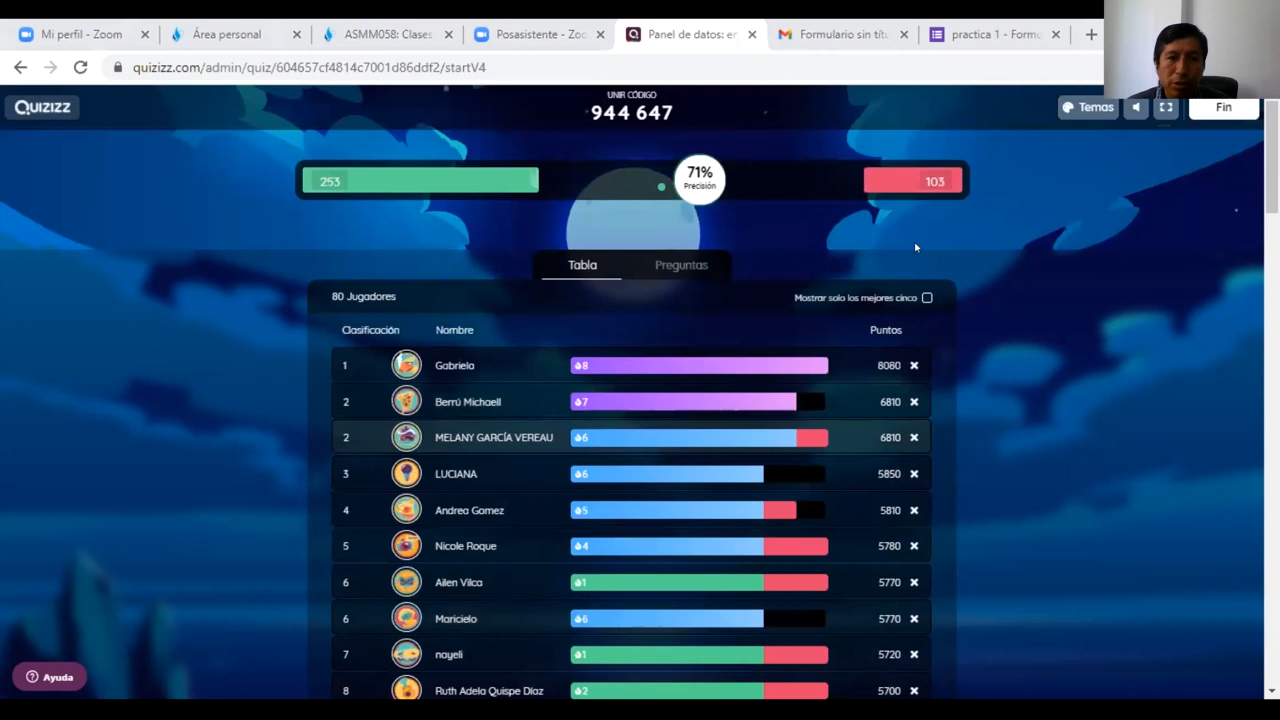 Mi perfil - Zoom
Área personal
ASMM058: Clases
Posasistente - Zoo
Panel de datos: en
Formulario sin títu
practica 1 - Formu
quizizz.com/admin/quiz/604657cf4814c7001d86ddf2/startV4
QUIZIZZ
UNIR CÓDIGO
944 647
Temas
Fin
253
71%
Precisión
103
Tabla
Preguntas
80 Jugadores
Mostrar solo los mejores cinco
Clasificación Nombre Puntos
1 Gabriela 8 8080
2 Berrú Michaell 7 6810
2 MELANY GARCÍA VEREAU 6 6810
3 LUCIANA 6 5850
4 Andrea Gomez 5 5810
5 Nicole Roque 4 5780
6 Ailen Vilca 1 5770
6 Maricielo 6 5770
7 nayeli 1 5720
8 Ruth Adela Quispe Díaz 2 5700
Ayuda